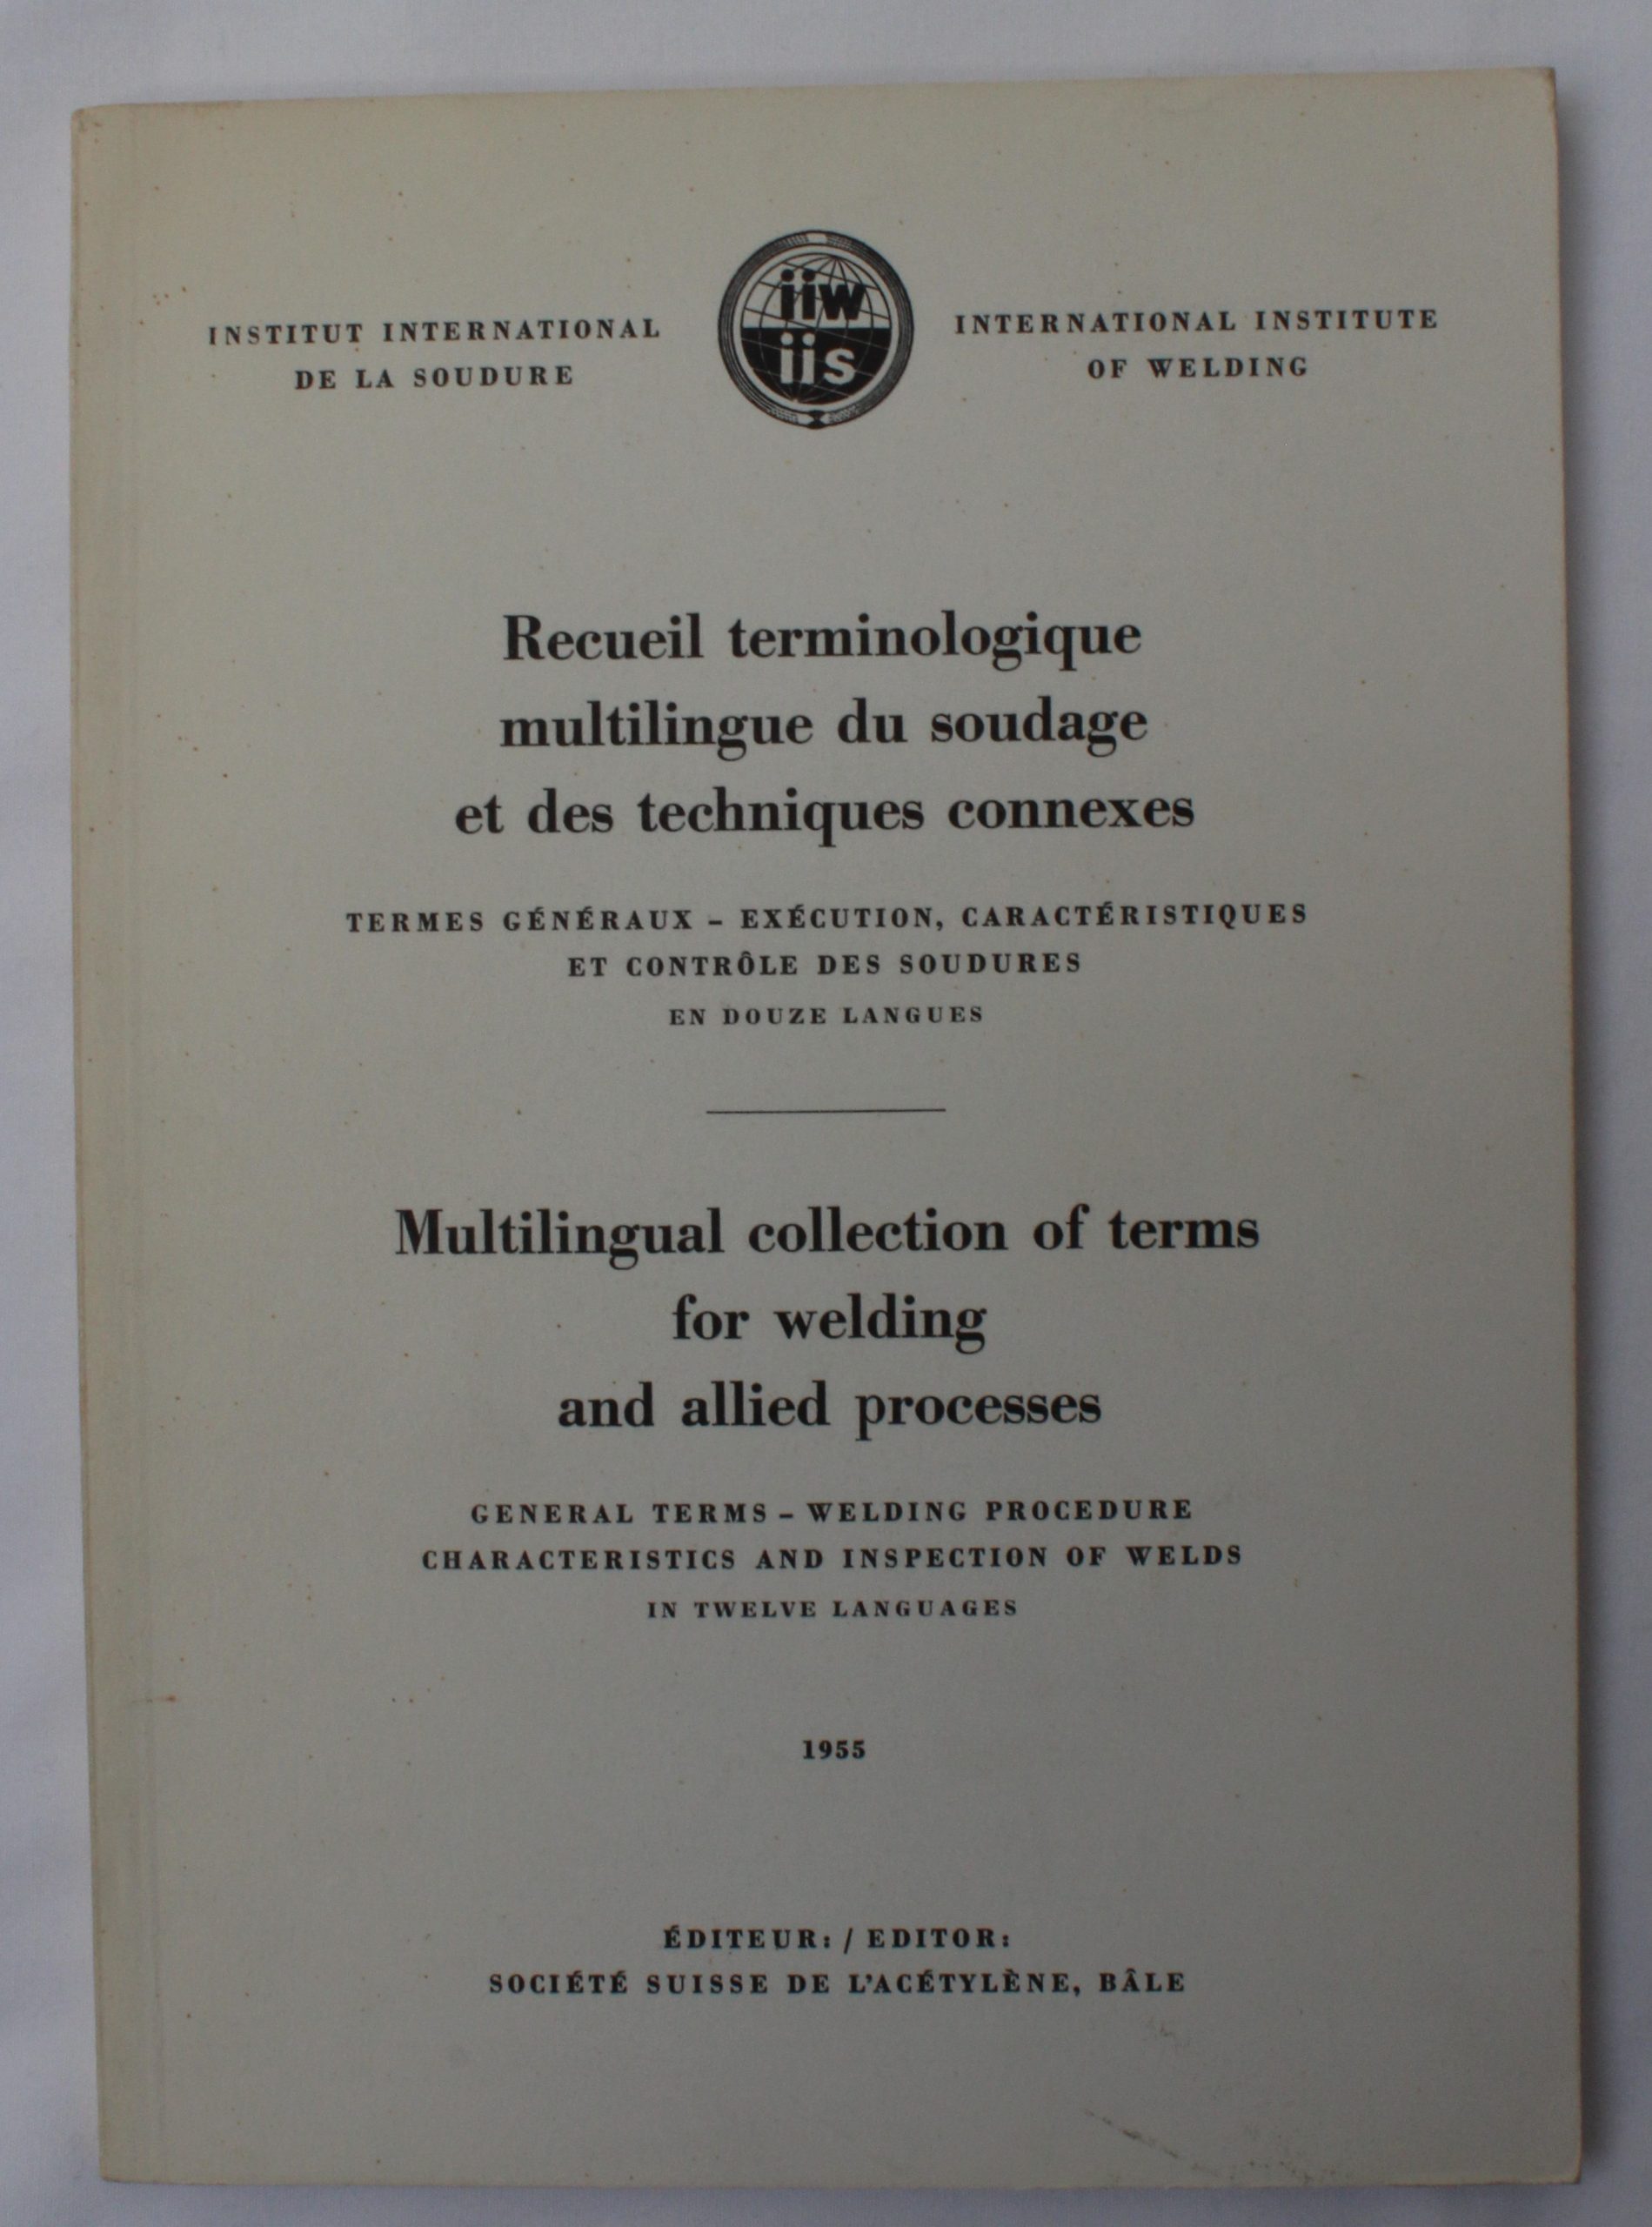 INSTITUT INTERNATIONAL
DE LA SOUDURE
iiw
iis
INTERNATIONAL INSTITUTE
OF WELDING
Recueil terminologique
multilingue du soudage
et des techniques connexes
TERMES GÉNÉRAUX – EXÉCUTION, CARACTÉRISTIQUES
ET CONTRÔLE DES SOUDURES
EN DOUZE LANGUES
Multilingual collection of terms
for welding
and allied processes
GENERAL TERMS – WELDING PROCEDURE
CHARACTERISTICS AND INSPECTION OF WELDS
IN TWELVE LANGUAGES
1955
ÉDITEUR: / EDITOR:
SOCIÉTÉ SUISSE DE L'ACÉTYLÈNE, BÂLE